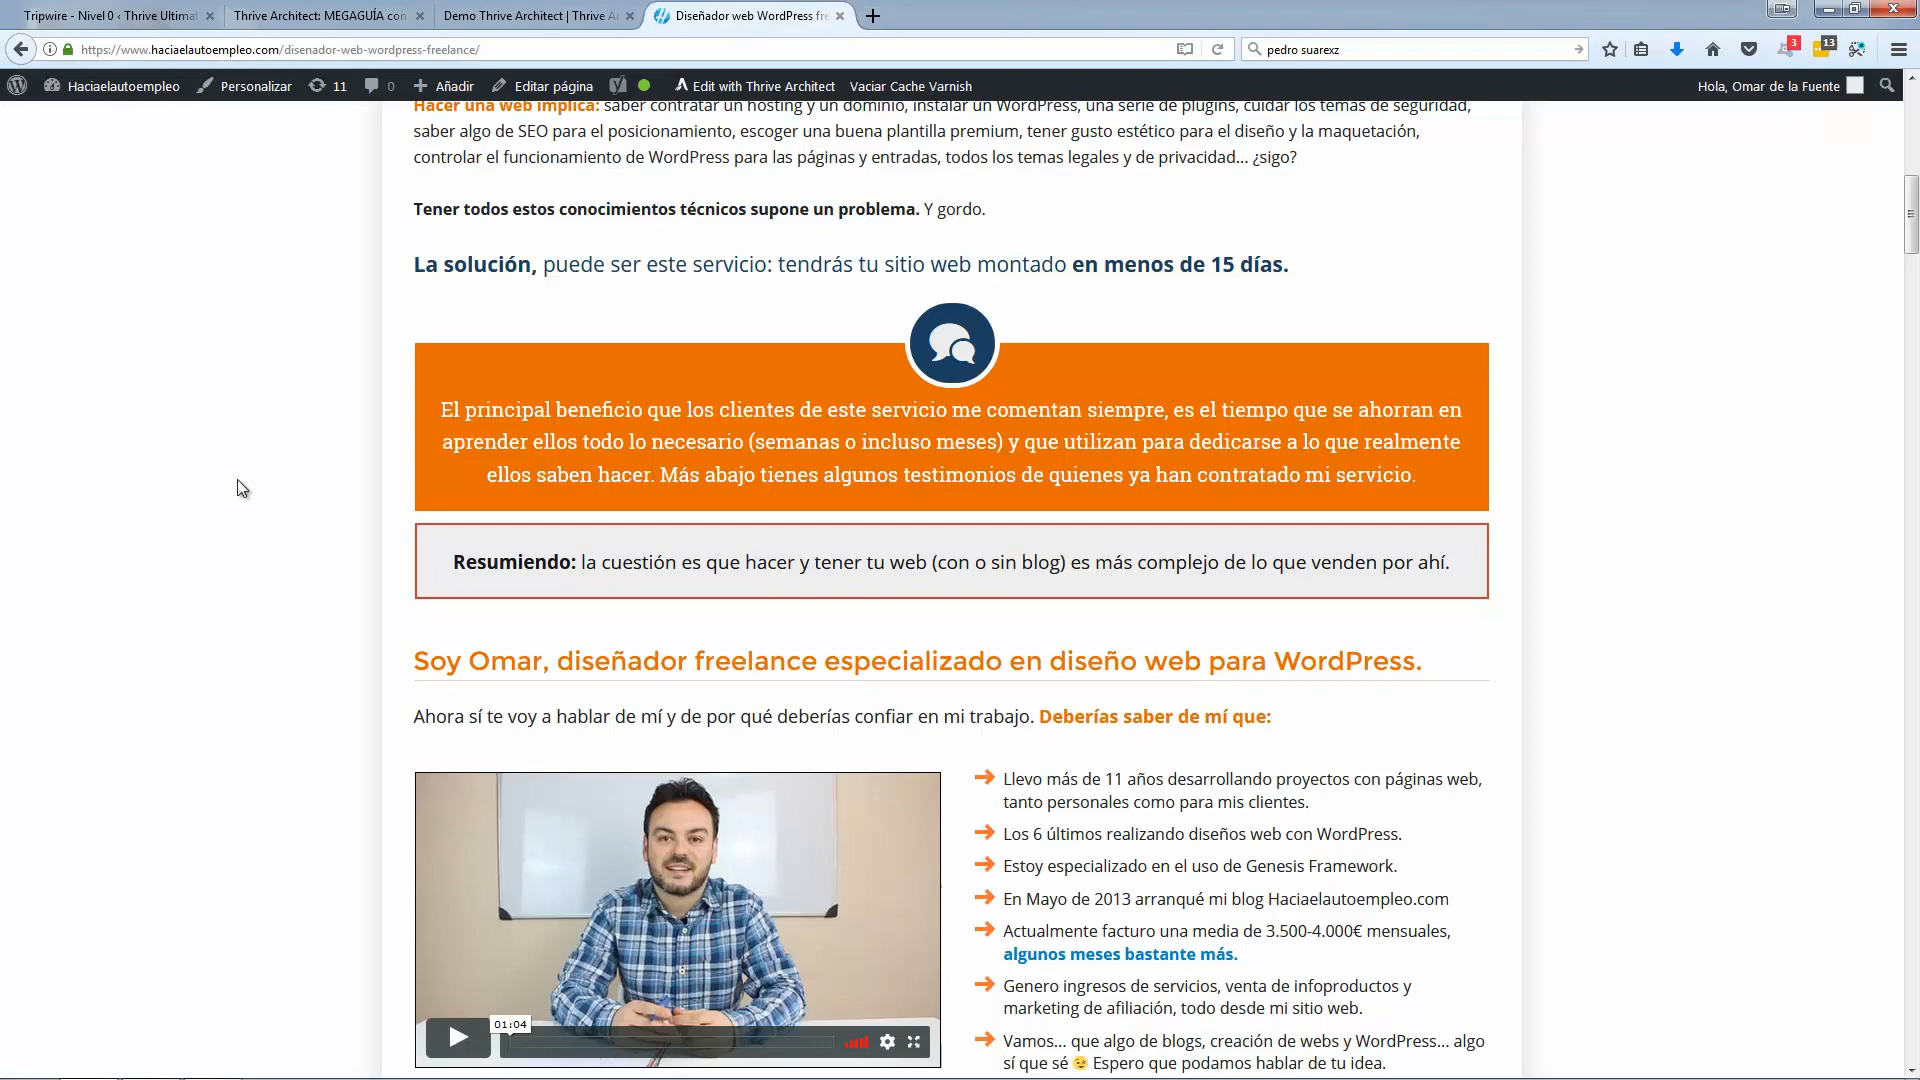 Tripwire - Nivel 0 ‹ Thrive Ultimat
Thrive Architect: MEGAGUÍA con
Demo Thrive Architect | Thrive A
Diseñador web WordPress fre
https://www.haciaelautoempleo.com/disenador-web-wordpress-freelance/
pedro suarexz
3
13
Haciaelautoempleo
Personalizar
11
0
Añadir
Editar página
Edit with Thrive Architect
Vaciar Cache Varnish
Hola, Omar de la Fuente
Hacer una web implica: saber contratar un hosting y un dominio, instalar un WordPress, una serie de plugins, cuidar los temas de seguridad,
saber algo de SEO para el posicionamiento, escoger una buena plantilla premium, tener gusto estético para el diseño y la maquetación,
controlar el funcionamiento de WordPress para las páginas y entradas, todos los temas legales y de privacidad... ¿sigo?
Tener todos estos conocimientos técnicos supone un problema. Y gordo.
La solución, puede ser este servicio: tendrás tu sitio web montado en menos de 15 días.
El principal beneficio que los clientes de este servicio me comentan siempre, es el tiempo que se ahorran en
aprender ellos todo lo necesario (semanas o incluso meses) y que utilizan para dedicarse a lo que realmente
ellos saben hacer. Más abajo tienes algunos testimonios de quienes ya han contratado mi servicio.
Resumiendo: la cuestión es que hacer y tener tu web (con o sin blog) es más complejo de lo que venden por ahí.
Soy Omar, diseñador freelance especializado en diseño web para WordPress.
Ahora sí te voy a hablar de mí y de por qué deberías confiar en mi trabajo. Deberías saber de mí que:
Llevo más de 11 años desarrollando proyectos con páginas web,
tanto personales como para mis clientes.
Los 6 últimos realizando diseños web con WordPress.
Estoy especializado en el uso de Genesis Framework.
En Mayo de 2013 arranqué mi blog Haciaelautoempleo.com
Actualmente facturo una media de 3.500-4.000€ mensuales,
algunos meses bastante más.
Genero ingresos de servicios, venta de infoproductos y
marketing de afiliación, todo desde mi sitio web.
Vamos... que algo de blogs, creación de webs y WordPress... algo
sí que sé 😉 Espero que podamos hablar de tu idea.
01:04